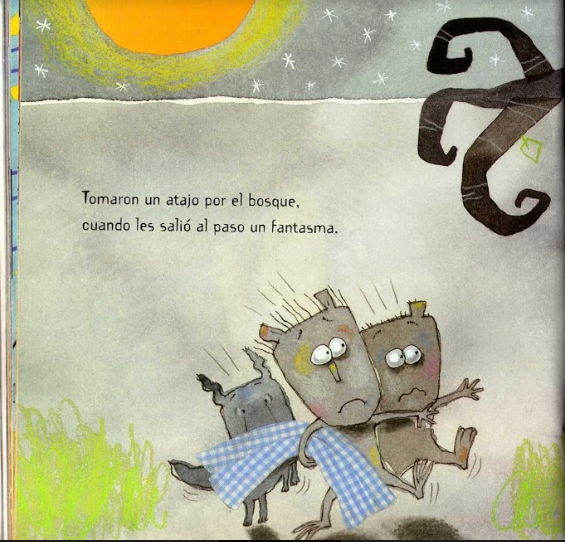 Tomaron un atajo por el bosque,
cuando les salió al paso un fantasma.